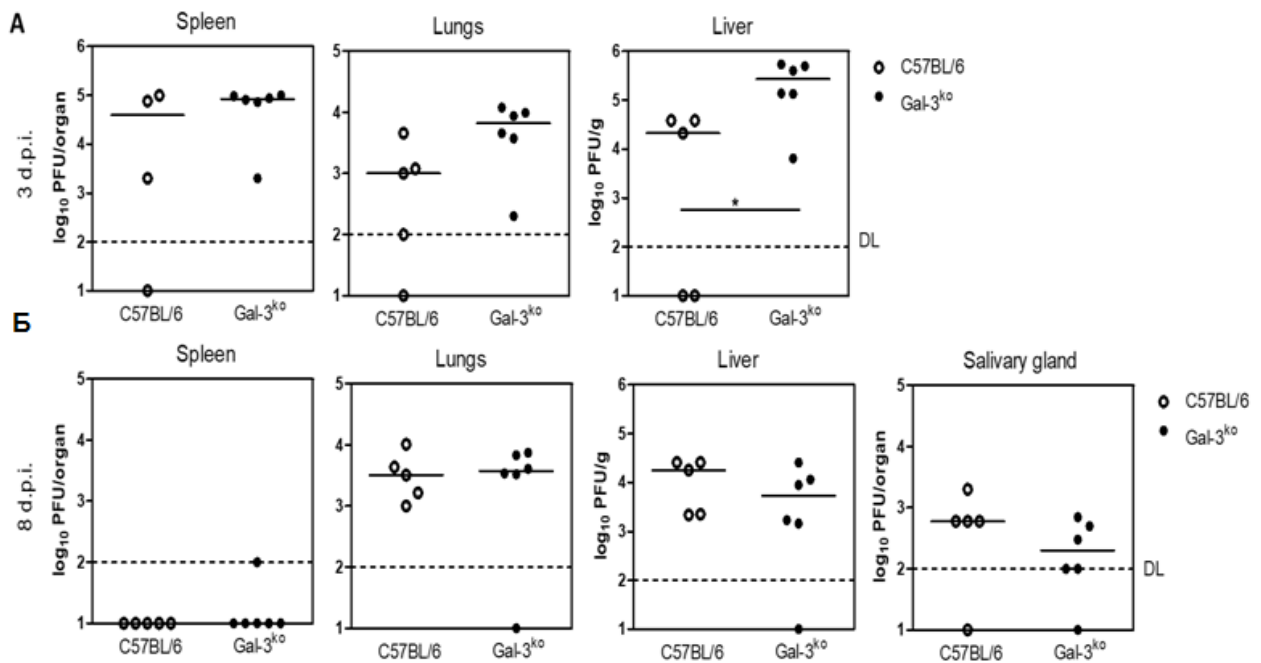 A
Spleen
Lungs
Liver
3 d.p.i.
log10 PFU/organ
6
5
4
3
2
1
C57BL/6 Gal-3ko
5
4
3
2
1
C57BL/6 Gal-3ko
log10 PFU/g
6
5
4
3
2
1
*
C57BL/6 Gal-3ko
DL
C57BL/6
Gal-3ko
Б
Spleen
Lungs
Liver
Salivary gland
8 d.p.i.
log10 PFU/organ
5
4
3
2
1
C57BL/6 Gal-3ko
5
4
3
2
1
C57BL/6 Gal-3ko
log10 PFU/g
6
5
4
3
2
1
C57BL/6 Gal-3ko
log10 PFU/organ
5
4
3
2
1
C57BL/6 Gal-3ko
DL
C57BL/6
Gal-3ko